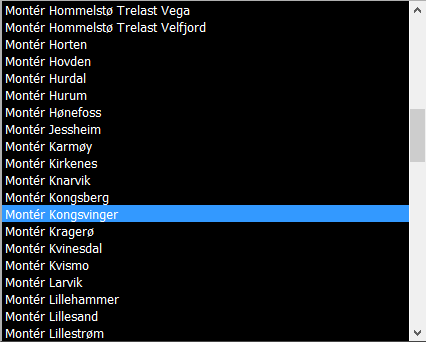 Montér Hommelstø Trelast Vega
Montér Hommelstø Trelast Velfjord
Montér Horten
Montér Hovden
Montér Hurdal
Montér Hurum
Montér Hønefoss
Montér Jessheim
Montér Karmøy
Montér Kirkenes
Montér Knarvik
Montér Kongsberg
Montér Kongsvinger
Montér Kragerø
Montér Kvinesdal
Montér Kvismo
Montér Larvik
Montér Lillehammer
Montér Lillesand
Montér Lillestrøm